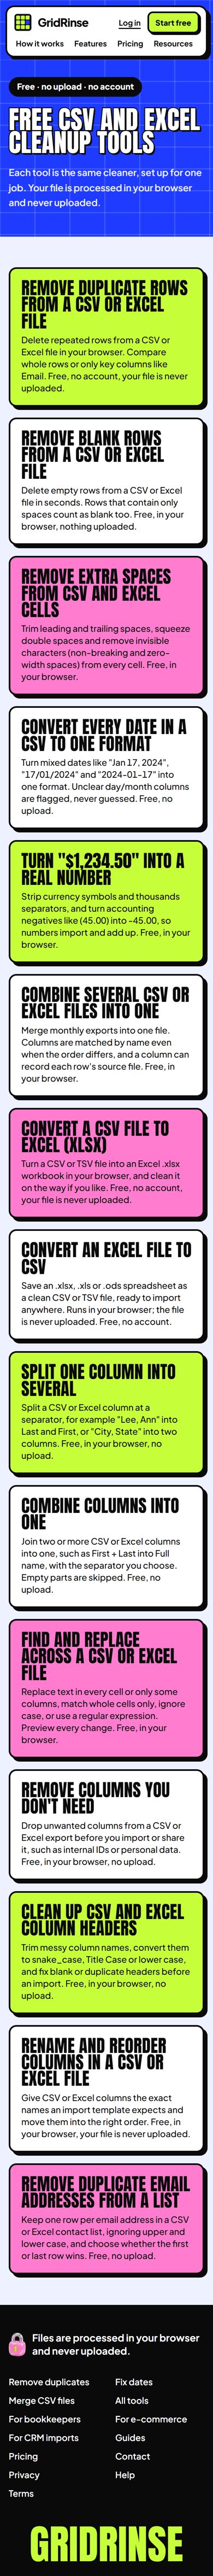 GridRinse
Log in
Start free
How it works Features Pricing Resources
Free · no upload · no account
FREE CSV AND EXCEL
CLEANUP TOOLS
Each tool is the same cleaner, set up for one
job. Your file is processed in your browser
and never uploaded.
REMOVE DUPLICATE ROWS
FROM A CSV OR EXCEL
FILE
Delete repeated rows from a CSV or
Excel file in your browser. Compare
whole rows or only key columns like
Email. Free, no account, your file is never
uploaded.
REMOVE BLANK ROWS
FROM A CSV OR EXCEL
FILE
Delete empty rows from a CSV or Excel
file in seconds. Rows that contain only
spaces count as blank too. Free, in your
browser, nothing uploaded.
REMOVE EXTRA SPACES
FROM CSV AND EXCEL
CELLS
Trim leading and trailing spaces, squeeze
double spaces and remove invisible
characters (non-breaking and zero-
width spaces) from every cell. Free, in
your browser.
CONVERT EVERY DATE IN A
CSV TO ONE FORMAT
Turn mixed dates like "Jan 17, 2024",
"17/01/2024" and "2024-01-17" into
one format. Unclear day/month columns
are flagged, never guessed. Free, no
upload.
TURN "$1,234.50" INTO A
REAL NUMBER
Strip currency symbols and thousands
separators, and turn accounting
negatives like (45.00) into -45.00, so
numbers import and add up. Free, in your
browser.
COMBINE SEVERAL CSV OR
EXCEL FILES INTO ONE
Merge monthly exports into one file.
Columns are matched by name even
when the order differs, and a column can
record each row's source file. Free, in
your browser.
CONVERT A CSV FILE TO
EXCEL (XLSX)
Turn a CSV or TSV file into an Excel .xlsx
workbook in your browser, and clean it
on the way if you like. Free, no account,
your file is never uploaded.
CONVERT AN EXCEL FILE TO
CSV
Save an .xlsx, .xls or .ods spreadsheet as
a clean CSV or TSV file, ready to import
anywhere. Runs in your browser; the file
is never uploaded. Free, no account.
SPLIT ONE COLUMN INTO
SEVERAL
Split a CSV or Excel column at a
separator, for example "Lee, Ann" into
Last and First, or "City, State" into two
columns. Free, in your browser, no
upload.
COMBINE COLUMNS INTO
ONE
Join two or more CSV or Excel columns
into one, such as First + Last into Full
name, with the separator you choose.
Empty parts are skipped. Free, no
upload.
FIND AND REPLACE
ACROSS A CSV OR EXCEL
FILE
Replace text in every cell or only some
columns, match whole cells only, ignore
case, or use a regular expression.
Preview every change. Free, in your
browser.
REMOVE COLUMNS YOU
DON'T NEED
Drop unwanted columns from a CSV or
Excel export before you import or share
it, such as internal IDs or personal data.
Free, in your browser, no upload.
CLEAN UP CSV AND EXCEL
COLUMN HEADERS
Trim messy column names, convert them
to snake_case, Title Case or lower case,
and fix blank or duplicate headers before
an import. Free, in your browser, no
upload.
RENAME AND REORDER
COLUMNS IN A CSV OR
EXCEL FILE
Give CSV or Excel columns the exact
names an import template expects and
move them into the right order. Free, in
your browser, your file is never uploaded.
REMOVE DUPLICATE EMAIL
ADDRESSES FROM A LIST
Keep one row per email address in a CSV
or Excel contact list, ignoring upper and
lower case, and choose whether the first
or last row wins. Free, no upload.
Files are processed in your browser
and never uploaded.
Remove duplicates Fix dates
Merge CSV files All tools
For bookkeepers For e-commerce
For CRM imports Guides
Pricing Contact
Privacy Help
Terms
GRIDRINSE